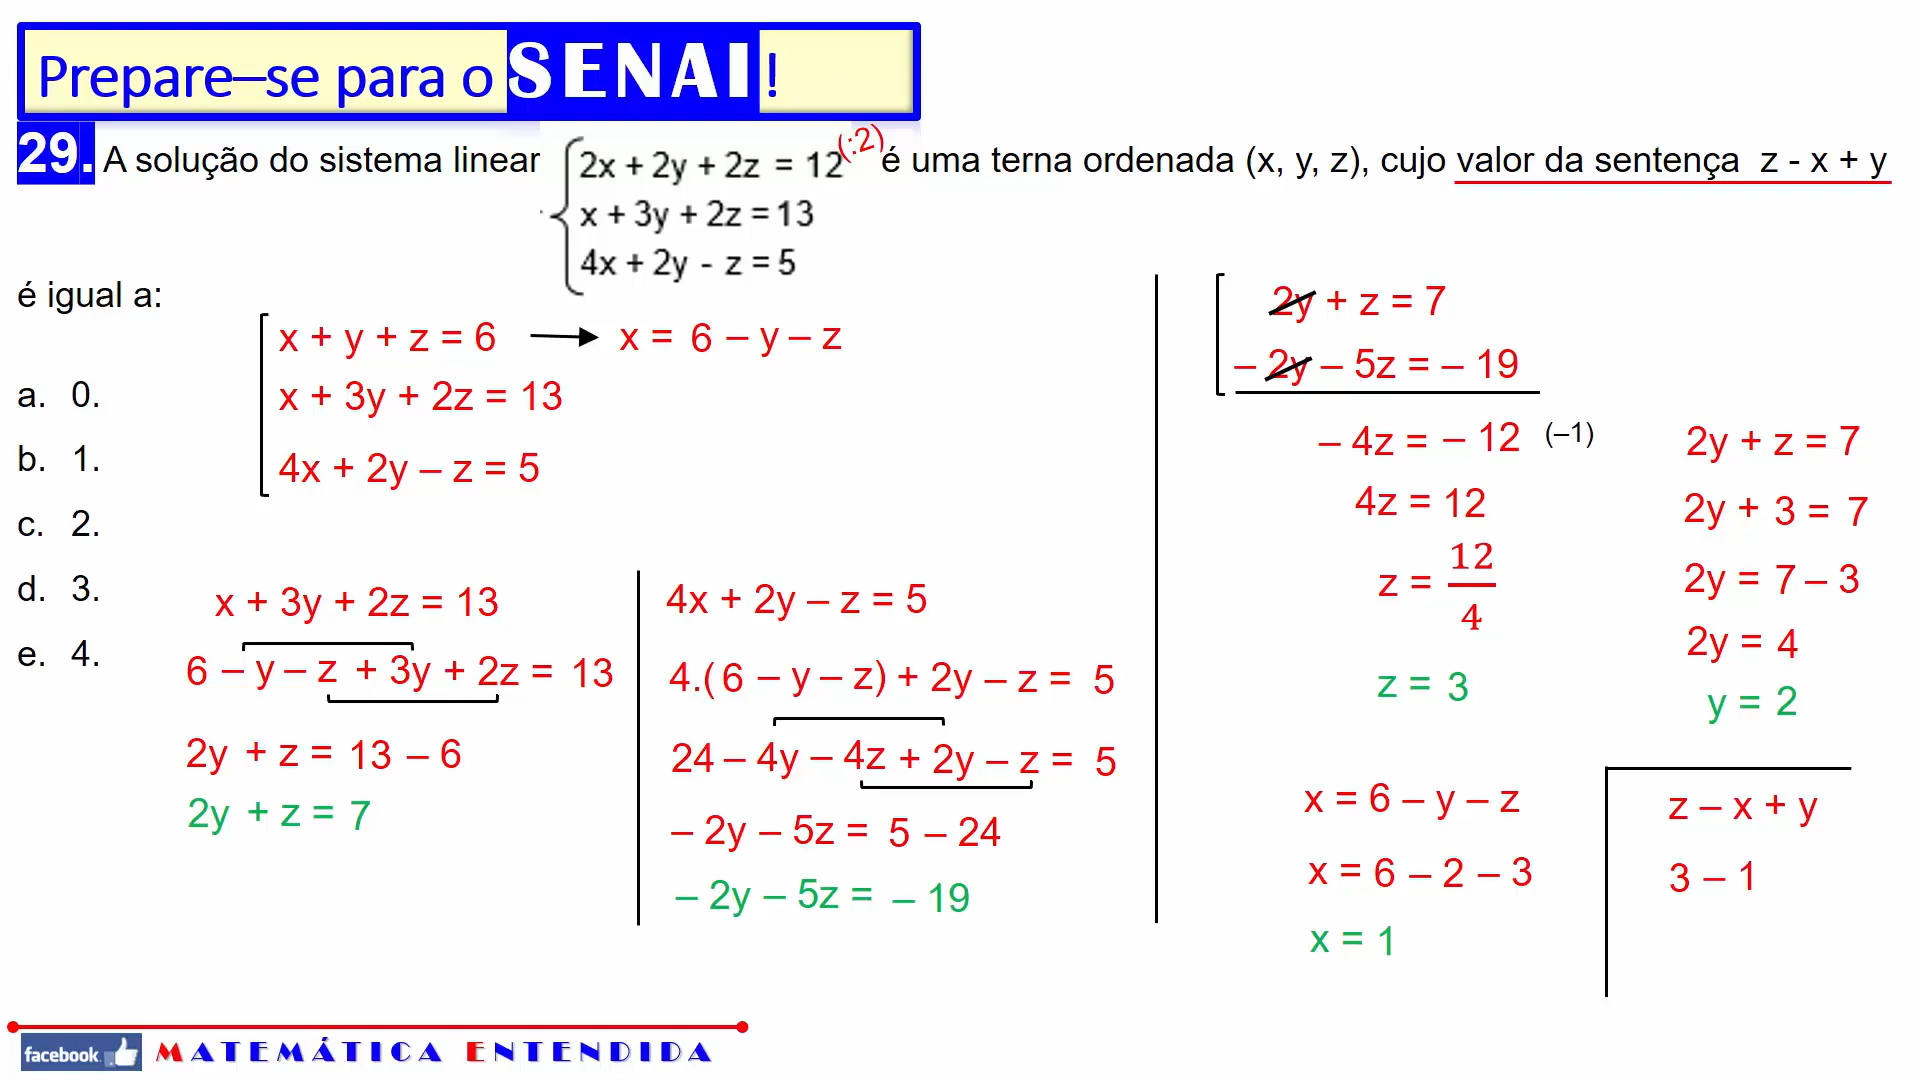 Prepare–se para o SENAI!
29. A solução do sistema linear 2x + 2y + 2z = 12 (:2) é uma terna ordenada (x, y, z), cujo valor da sentença z - x + y
x + 3y + 2z = 13
4x + 2y - z = 5
é igual a:
a. 0.
b. 1.
c. 2.
d. 3.
e. 4.
x + y + z = 6 → x = 6 – y – z
x + 3y + 2z = 13
4x + 2y – z = 5
x + 3y + 2z = 13
6 – y – z + 3y + 2z = 13
2y + z = 13 – 6
2y + z = 7
4x + 2y – z = 5
4.(6 – y – z) + 2y – z = 5
24 – 4y – 4z + 2y – z = 5
– 2y – 5z = 5 – 24
– 2y – 5z = – 19
2y + z = 7
– 2y – 5z = – 19
– 4z = – 12 (–1)
4z = 12
z = 12/4
z = 3
2y + z = 7
2y + 3 = 7
2y = 7 – 3
2y = 4
y = 2
x = 6 – y – z
x = 6 – 2 – 3
x = 1
z – x + y
3 – 1
facebook MATEMÁTICA ENTENDIDA